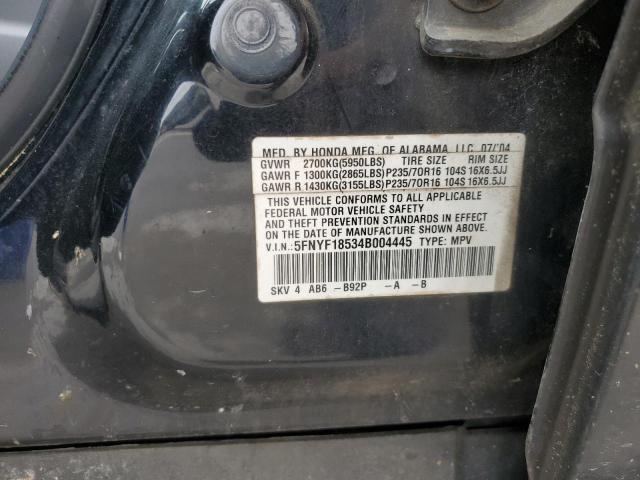 MFD. BY HONDA MFG. OF ALABAMA, LLC. 07/'04
GVWR 2700KG(5950LBS) TIRE SIZE RIM SIZE
GAWR F 1300KG(2865LBS)P235/70R16 104S 16X6.5JJ
GAWR R 1430KG(3155LBS)P235/70R16 104S 16X6.5JJ
THIS VEHICLE CONFORMS TO ALL APPLICABLE
FEDERAL MOTOR VEHICLE SAFETY
AND THEFT PREVENTION STANDARDS IN EFFECT
ON THE DATE OF MANUFACTURE SHOWN ABOVE.
V.I.N.: 5FNYF18534B004445 TYPE: MPV
SKV 4 AB6 -B92P -A -B